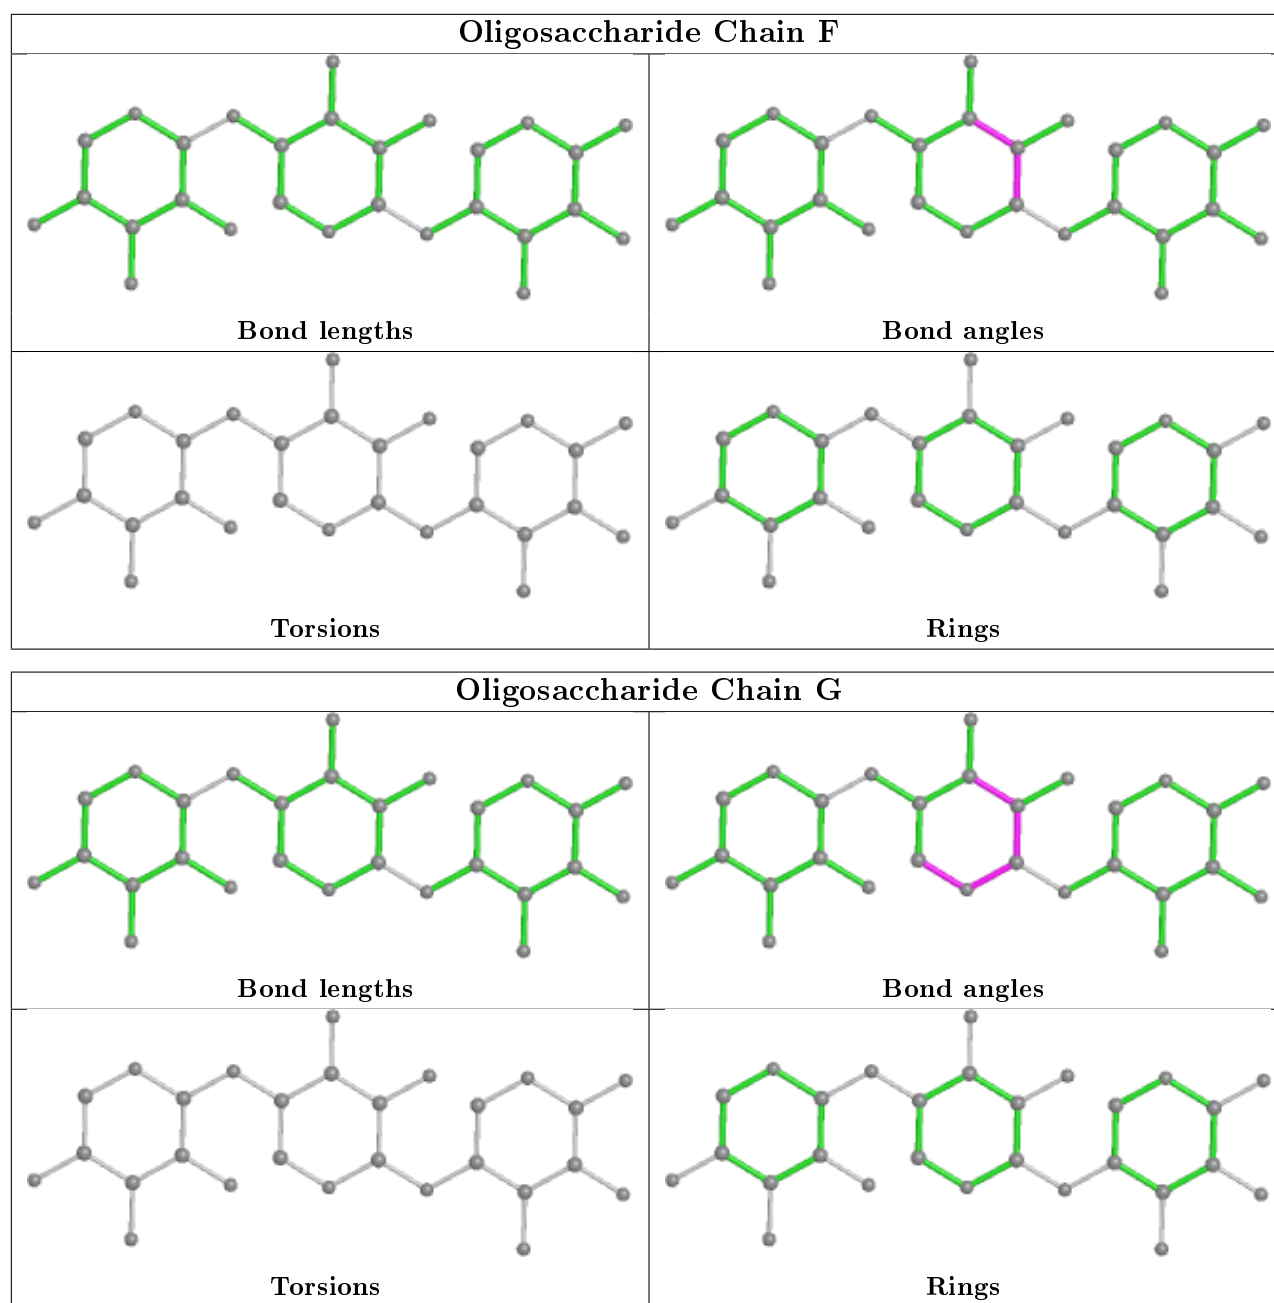 Oligosaccharide Chain F
Bond lengths
Bond angles
Torsions
Rings
Oligosaccharide Chain G
Bond lengths
Bond angles
Torsions
Rings